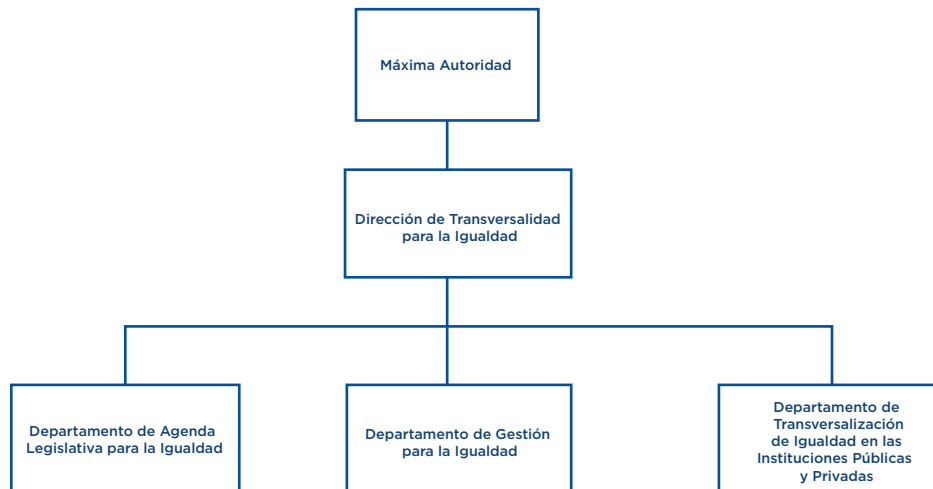 Máxima Autoridad
Dirección de Transversalidad
para la Igualdad
Departamento de Agenda
Legislativa para la Igualdad
Departamento de Gestión
para la Igualdad
Departamento de
Transversalización
de Igualdad en las
Instituciones Públicas
y Privadas